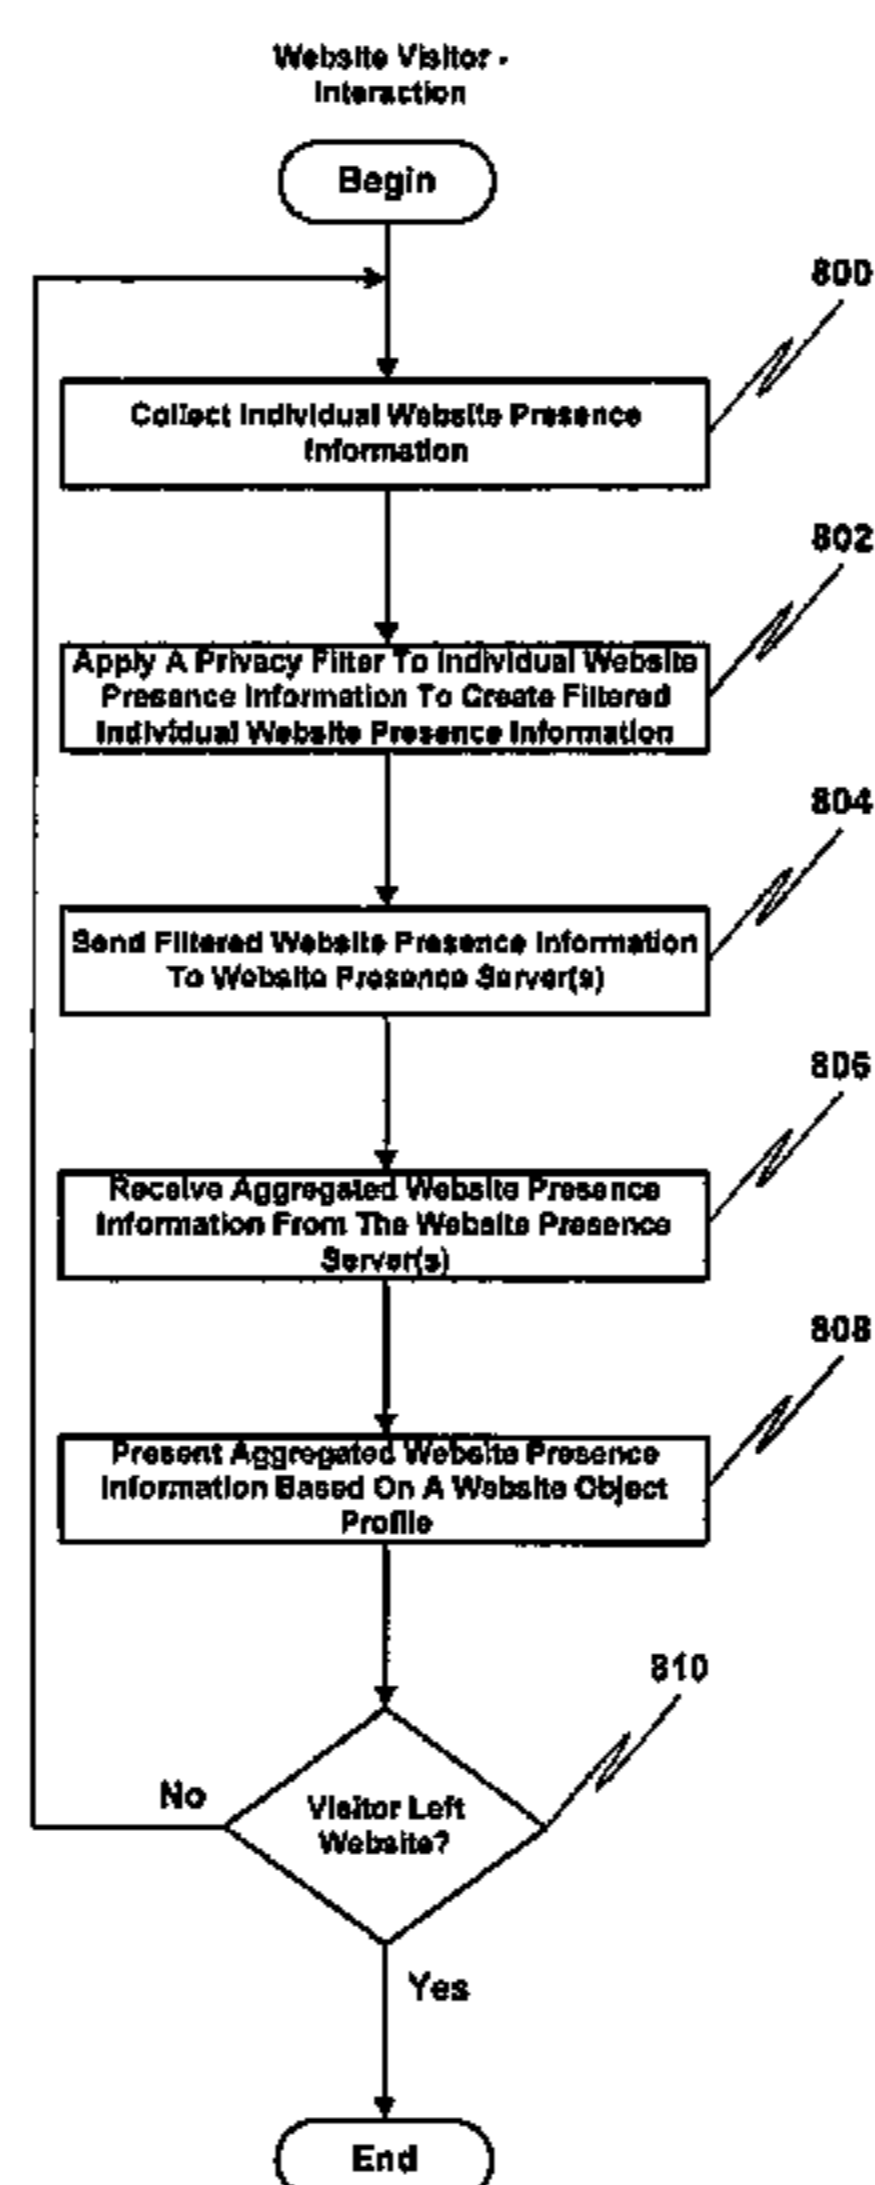 Website Visitor -
Interaction
Begin
800
Collect Individual Website Presence
Information
802
Apply A Privacy Filter To Individual Website
Presence Information To Create Filtered
Individual Website Presence Information
804
Send Filtered Website Presence Information
To Website Presence Server(s)
806
Receive Aggregated Website Presence
Information From The Website Presence
Server(s)
808
Present Aggregated Website Presence
Information Based On A Website Object
Profile
810
No
Visitor Left
Website?
Yes
End